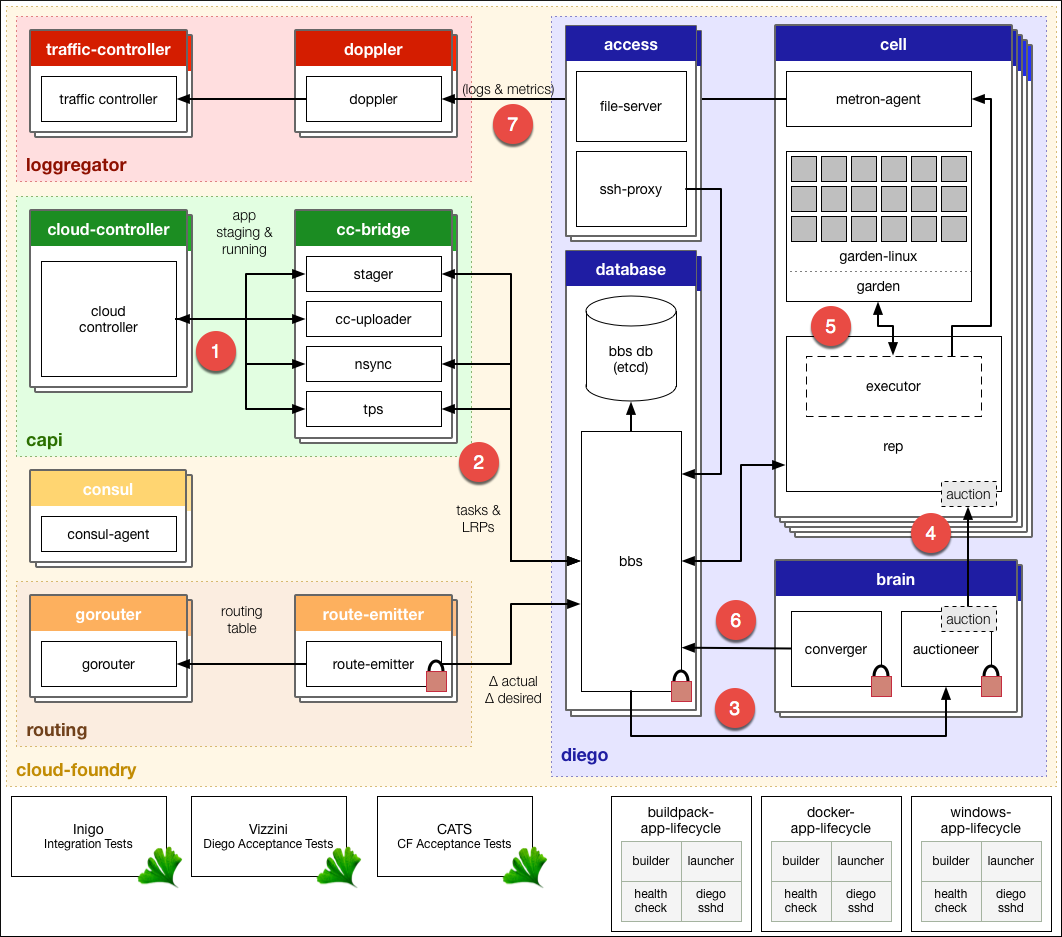 traffic-controller
traffic controller
doppler
doppler
loggregator
(logs & metrics)
7
cloud-controller
cloud
controller
app
staging &
running
1
cc-bridge
stager
cc-uploader
nsync
tps
capi
2
tasks &
LRPs
consul
consul-agent
gorouter
gorouter
routing
table
route-emitter
route-emitter
Δ actual
Δ desired
routing
cloud-foundry
access
file-server
ssh-proxy
database
bbs db
(etcd)
bbs
cell
metron-agent
garden-linux
garden
5
executor
rep
auction
4
brain
auction
6
converger
auctioneer
3
diego
Inigo
Integration Tests
Vizzini
Diego Acceptance Tests
CATS
CF Acceptance Tests
buildpack-
app-lifecycle
builder
launcher
health
check
diego
sshd
docker-
app-lifecycle
builder
launcher
health
check
diego
sshd
windows-
app-lifecycle
builder
launcher
health
check
diego
sshd